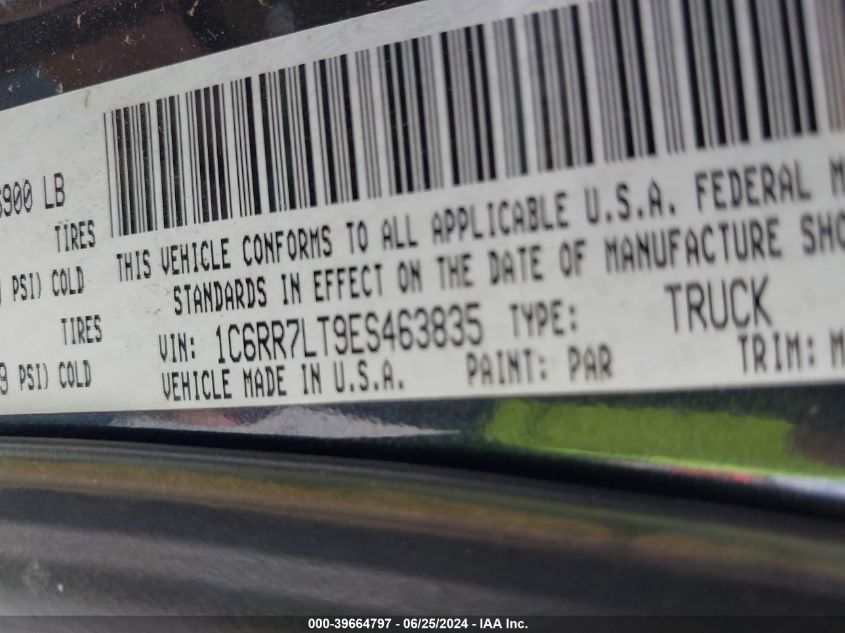 6900 LB
TIRES
PSI) COLD
TIRES
9 PSI) COLD
THIS VEHICLE CONFORMS TO ALL APPLICABLE U.S.A. FEDERAL M
STANDARDS IN EFFECT ON THE DATE OF MANUFACTURE SHO
VIN: 1C6RR7LT9ES463835 TYPE: TRUCK
VEHICLE MADE IN U.S.A. PAINT: PAR TRIM: M
000-39664797 - 06/25/2024 - IAA Inc.